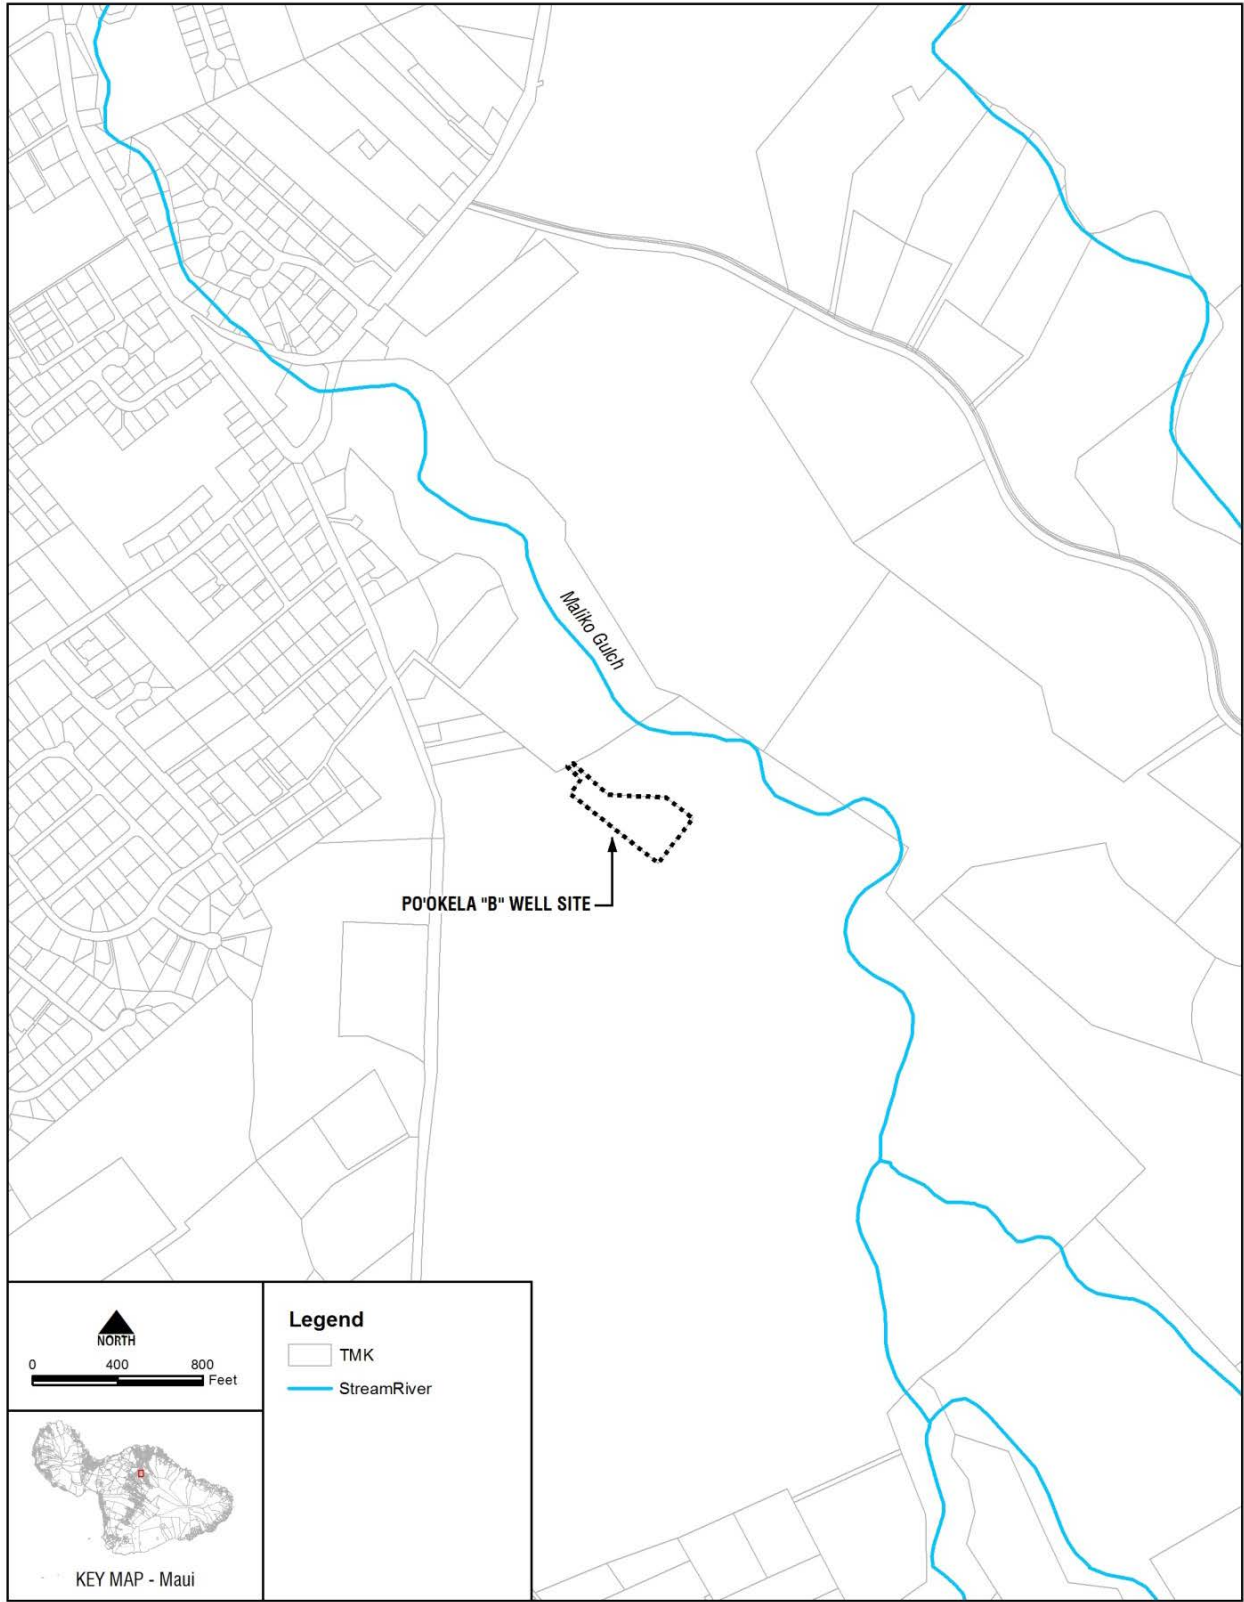 Maliko Gulch
PO'OKELA "B" WELL SITE
NORTH
0 400 800
Feet
Legend
TMK
StreamRiver
KEY MAP - Maui